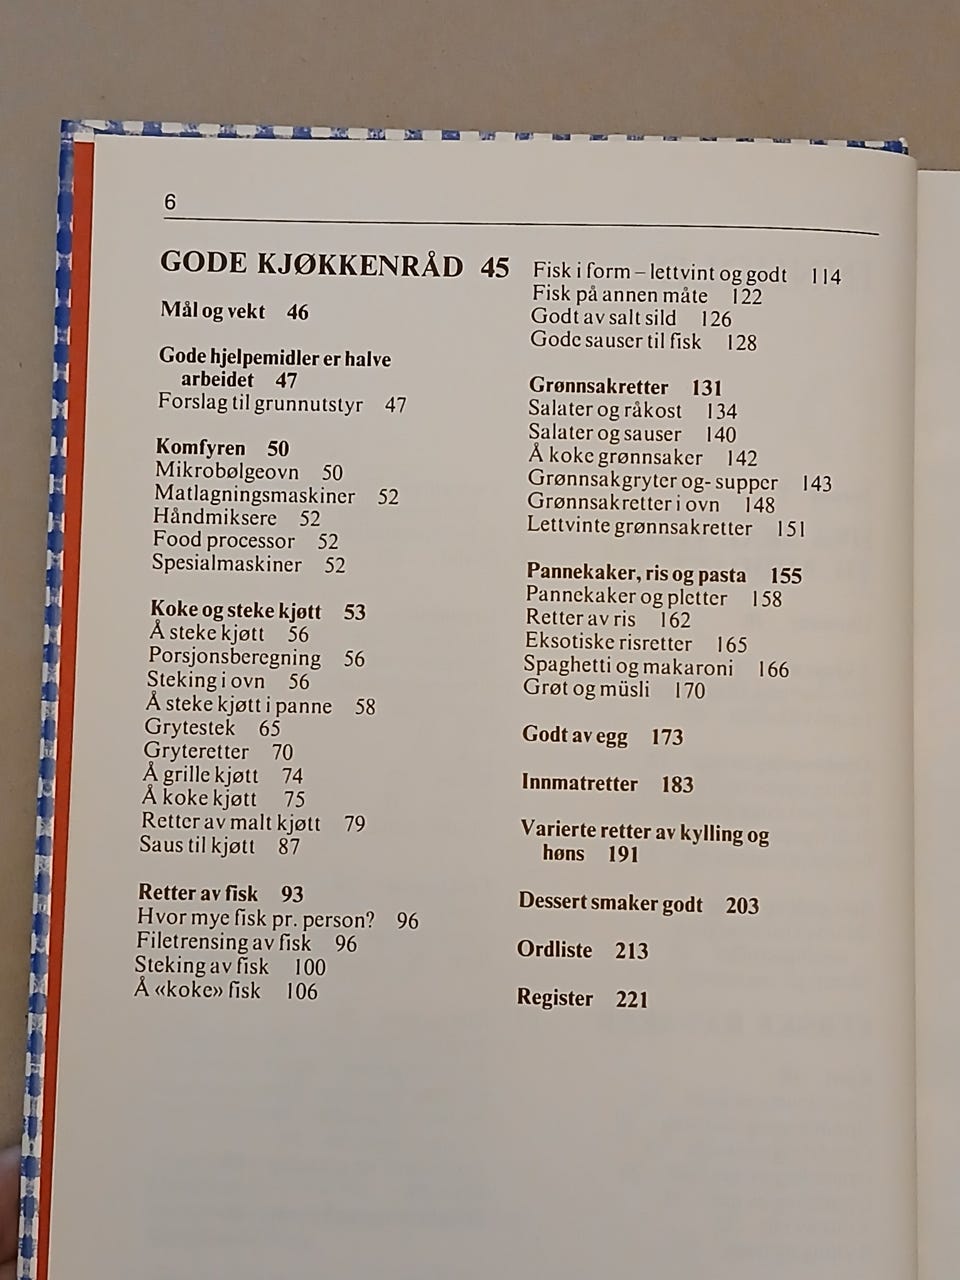 6
GODE KJØKKENRÅD 45
Mål og vekt 46
Gode hjelpemidler er halve
arbeidet 47
Forslag til grunnutstyr 47
Komfyren 50
Mikrobølgeovn 50
Matlagningsmaskiner 52
Håndmiksere 52
Food processor 52
Spesialmaskiner 52
Koke og steke kjøtt 53
Å steke kjøtt 56
Porsjonsberegning 56
Steking i ovn 56
Å steke kjøtt i panne 58
Grytestek 65
Gryteretter 70
Å grille kjøtt 74
Å koke kjøtt 75
Retter av malt kjøtt 79
Saus til kjøtt 87
Retter av fisk 93
Hvor mye fisk pr. person? 96
Filetrensing av fisk 96
Steking av fisk 100
Å «koke» fisk 106
Fisk i form – lettvint og godt 114
Fisk på annen måte 122
Godt av salt sild 126
Gode sauser til fisk 128
Grønnsakretter 131
Salater og råkost 134
Salater og sauser 140
Å koke grønnsaker 142
Grønnsakgryter og- supper 143
Grønnsakretter i ovn 148
Lettvinte grønnsakretter 151
Pannekaker, ris og pasta 155
Pannekaker og pletter 158
Retter av ris 162
Eksotiske risretter 165
Spaghetti og makaroni 166
Grøt og müsli 170
Godt av egg 173
Innmatretter 183
Varierte retter av kylling og
høns 191
Dessert smaker godt 203
Ordliste 213
Register 221